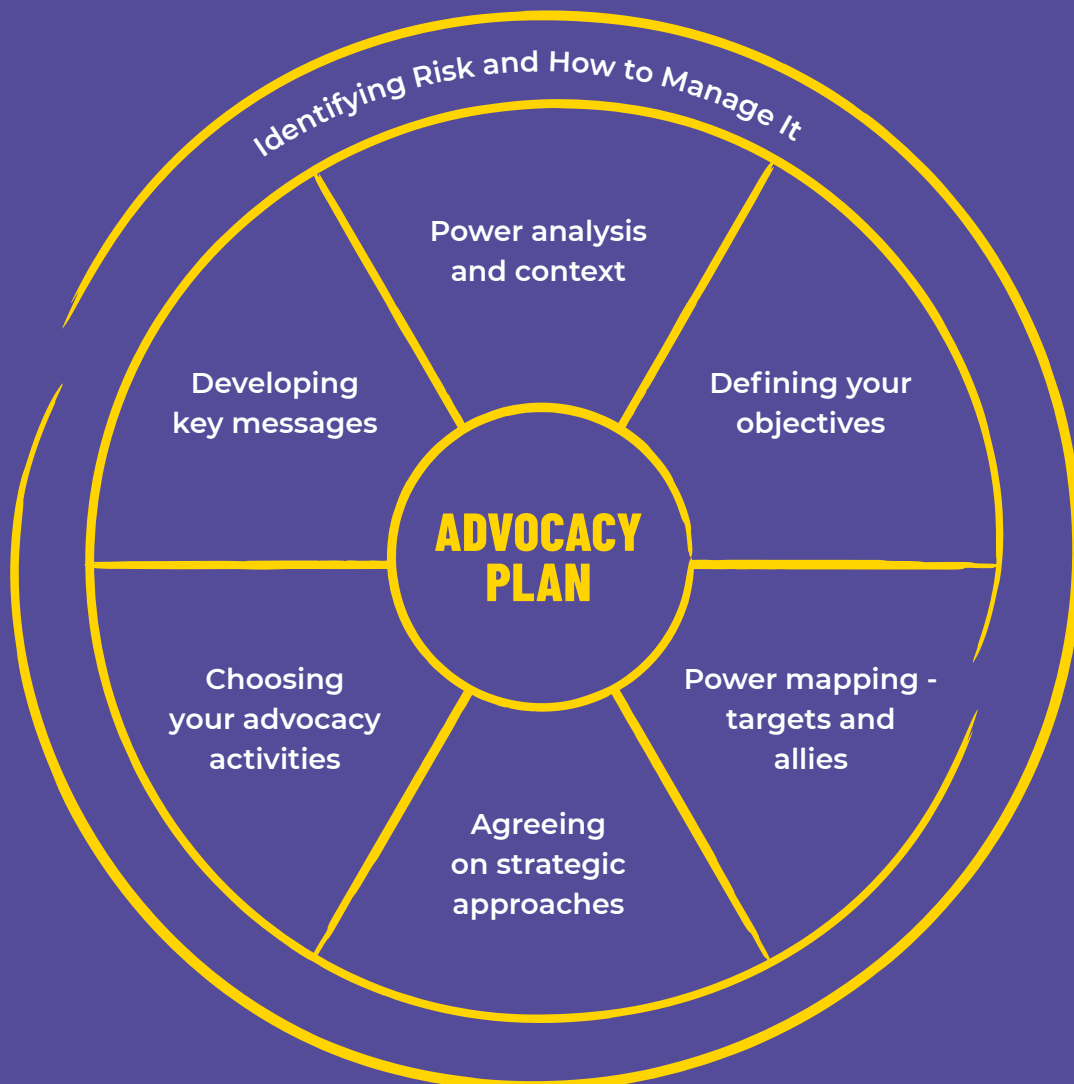 Identifying Risk and How to Manage It
Power analysis
and context
Defining your
objectives
Power mapping -
targets and
allies
Agreeing
on strategic
approaches
Choosing
your advocacy
activities
Developing
key messages
ADVOCACY
PLAN